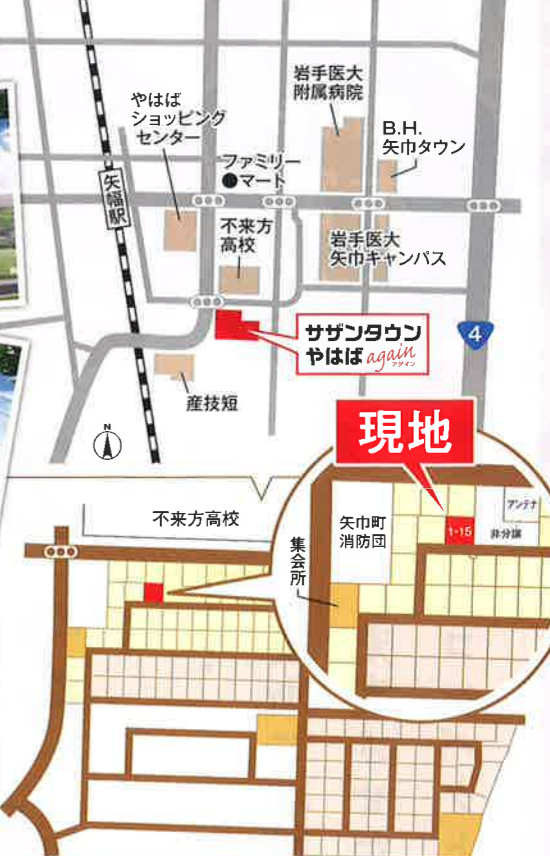 岩手医大
附属病院
やはば
ショッピング
センター
B.H.
矢巾タウン
ファミリー
マート
矢幅駅
不来方
高校
岩手医大
矢巾キャンパス
サザンタウン
やはば again
アゲイン
4
産技短
N
現地
不来方高校
矢巾町
消防団
アンテナ
1-15
非分譲
集会所